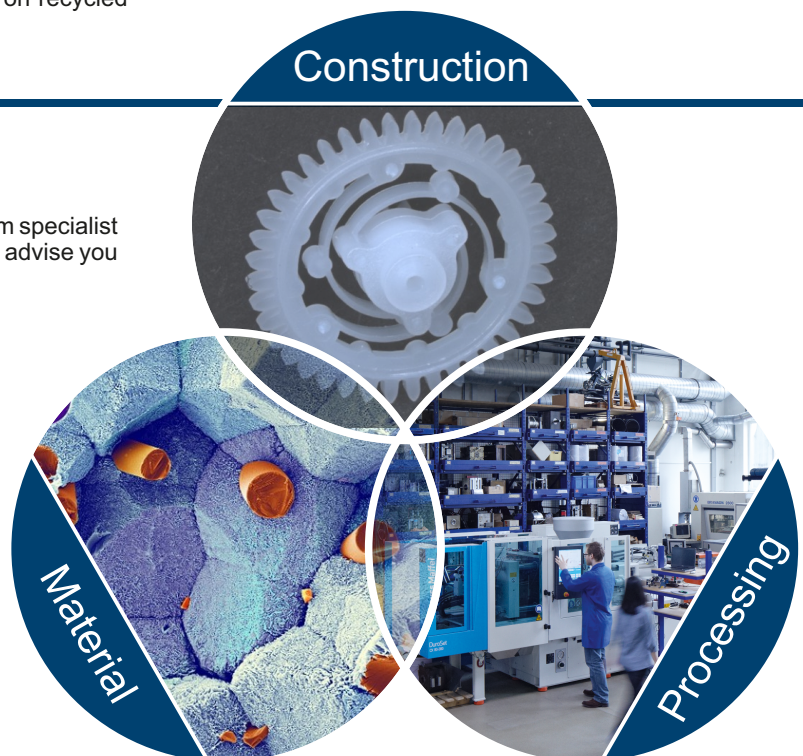 on recycled
Construction
specialist
advise you
Material
Processing